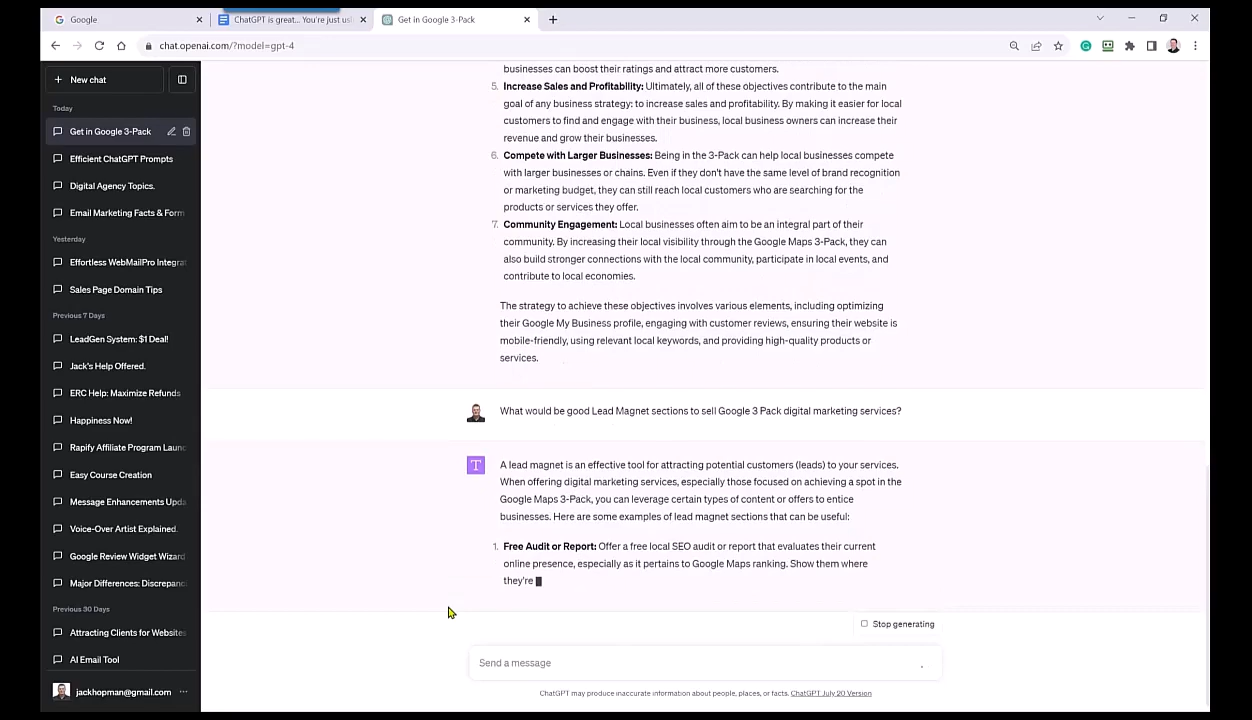 Google
ChatGPT is great... You're just us
Get in Google 3-Pack
chat.openai.com/?model=gpt-4
New chat
Today
Get in Google 3-Pack
Efficient ChatGPT Prompts
Digital Agency Topics.
Email Marketing Facts & Form
Yesterday
Effortless WebMailPro Integrat
Sales Page Domain Tips
Previous 7 Days
LeadGen System: $1 Deal!
Jack's Help Offered.
ERC Help: Maximize Refunds
Happiness Now!
Rapify Affiliate Program Laun
Easy Course Creation
Message Enhancements Upda
Voice-Over Artist Explained.
Google Review Widget Wizard
Major Differences: Discrepanc
Previous 30 Days
Attracting Clients for Websites
AI Email Tool
jackhopman@gmail.com
businesses can boost their ratings and attract more customers.
5. Increase Sales and Profitability: Ultimately, all of these objectives contribute to the main
goal of any business strategy: to increase sales and profitability. By making it easier for local
customers to find and engage with their business, local business owners can increase their
revenue and grow their businesses.
6. Compete with Larger Businesses: Being in the 3-Pack can help local businesses compete
with larger businesses or chains. Even if they don't have the same level of brand recognition
or marketing budget, they can still reach local customers who are searching for the
products or services they offer.
7. Community Engagement: Local businesses often aim to be an integral part of their
community. By increasing their local visibility through the Google Maps 3-Pack, they can
also build stronger connections with the local community, participate in local events, and
contribute to local economies.
The strategy to achieve these objectives involves various elements, including optimizing
their Google My Business profile, engaging with customer reviews, ensuring their website is
mobile-friendly, using relevant local keywords, and providing high-quality products or
services.
What would be good Lead Magnet sections to sell Google 3 Pack digital marketing services?
T
A lead magnet is an effective tool for attracting potential customers (leads) to your services.
When offering digital marketing services, especially those focused on achieving a spot in the
Google Maps 3-Pack, you can leverage certain types of content or offers to entice
businesses. Here are some examples of lead magnet sections that can be useful:
1. Free Audit or Report: Offer a free local SEO audit or report that evaluates their current
online presence, especially as it pertains to Google Maps ranking. Show them where
they're
Stop generating
Send a message
ChatGPT may produce inaccurate information about people, places, or facts. ChatGPT July 20 Version